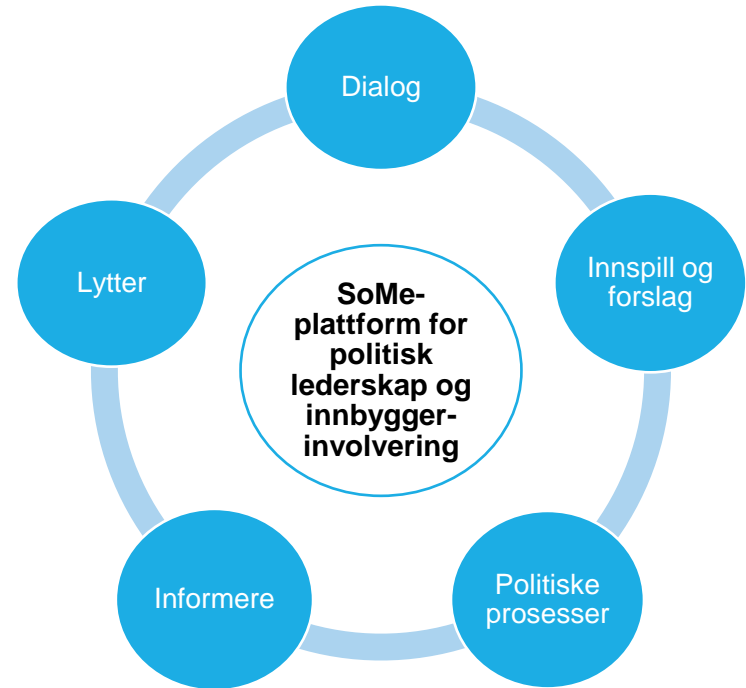 Dialog
Innspill og
forslag
Politiske
prosesser
Informere
Lytter
SoMe-
plattform for
politisk
lederskap og
innbygger-
involvering